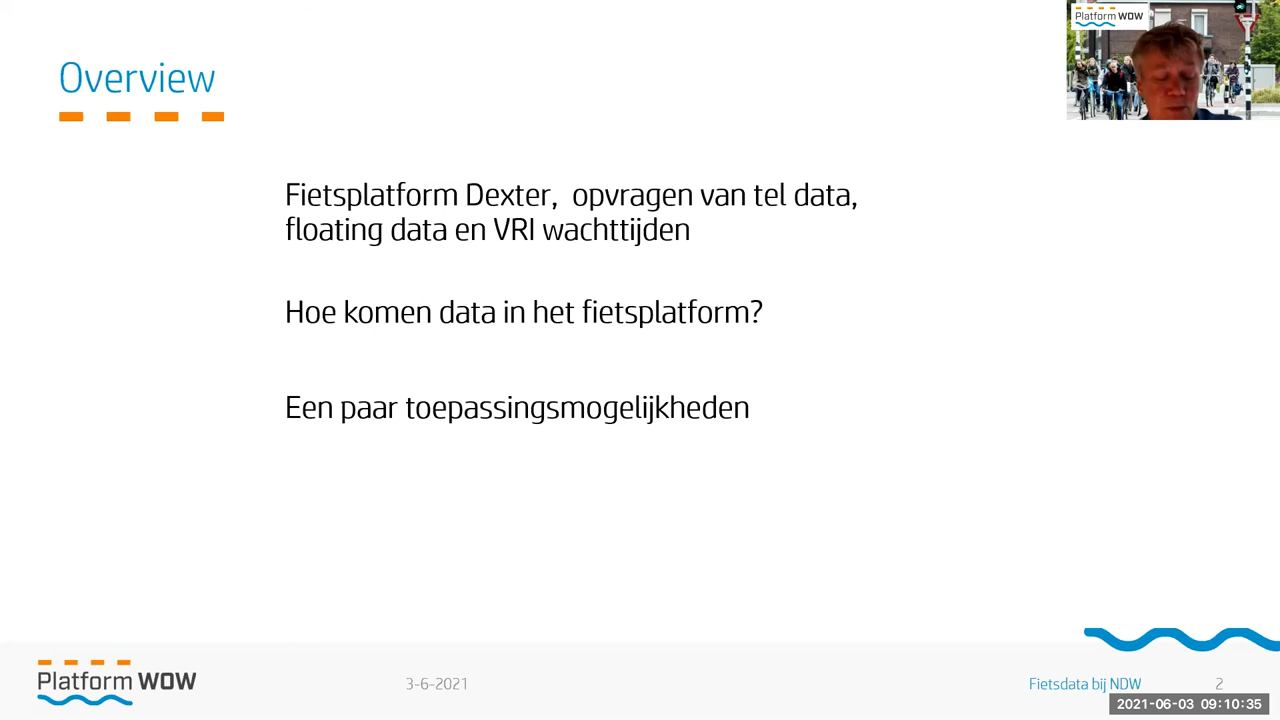 Platform WOW
Overview
Fietsplatform Dexter, opvragen van tel data,
floating data en VRI wachttijden
Hoe komen data in het fietsplatform?
Een paar toepassingsmogelijkheden
Platform WOW
3-6-2021
Fietsdata bij NDW
2
2021-06-03 09:10:35